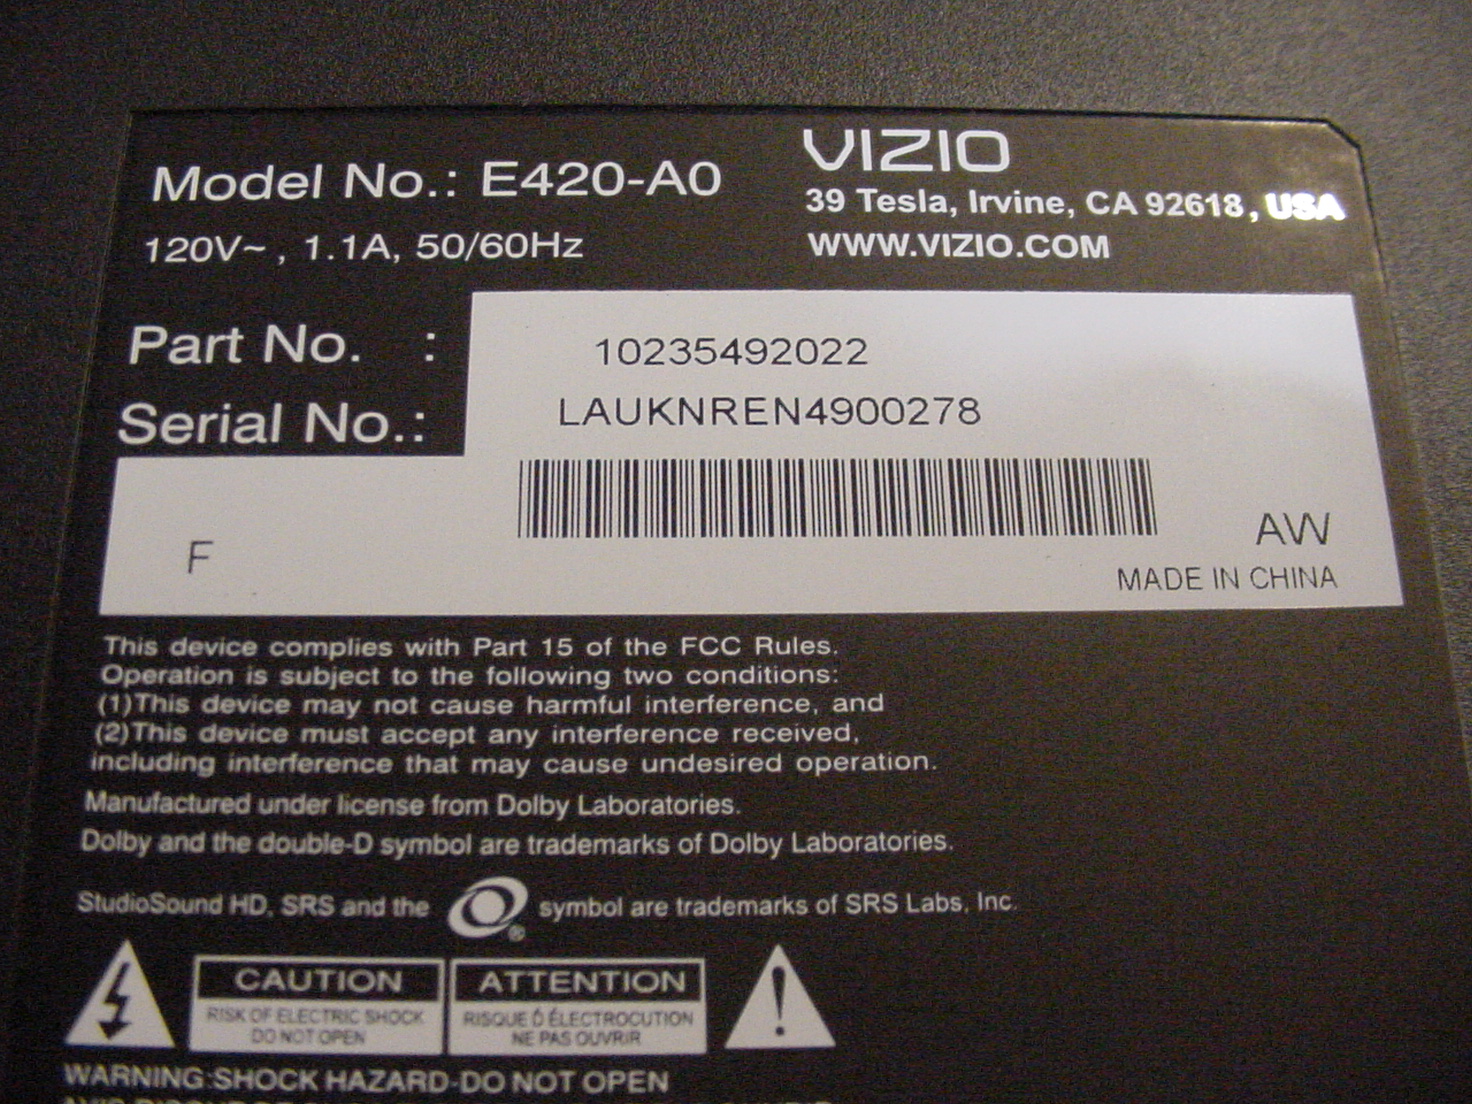 Model No.: E420-A0
120V~ , 1.1A, 50/60Hz
VIZIO
39 Tesla, Irvine, CA 92618, USA
WWW.VIZIO.COM
Part No. : 10235492022
Serial No.: LAUKNREN4900278
F
AW
MADE IN CHINA
This device complies with Part 15 of the FCC Rules.
Operation is subject to the following two conditions:
(1)This device may not cause harmful interference, and
(2)This device must accept any interference received,
including interference that may cause undesired operation.
Manufactured under license from Dolby Laboratories.
Dolby and the double-D symbol are trademarks of Dolby Laboratories.
StudioSound HD, SRS and the ® symbol are trademarks of SRS Labs, Inc.
CAUTION
RISK OF ELECTRIC SHOCK
DO NOT OPEN
ATTENTION
RISQUE D ÉLECTROCUTION
NE PAS OUVRIR
!
WARNING:SHOCK HAZARD-DO NOT OPEN